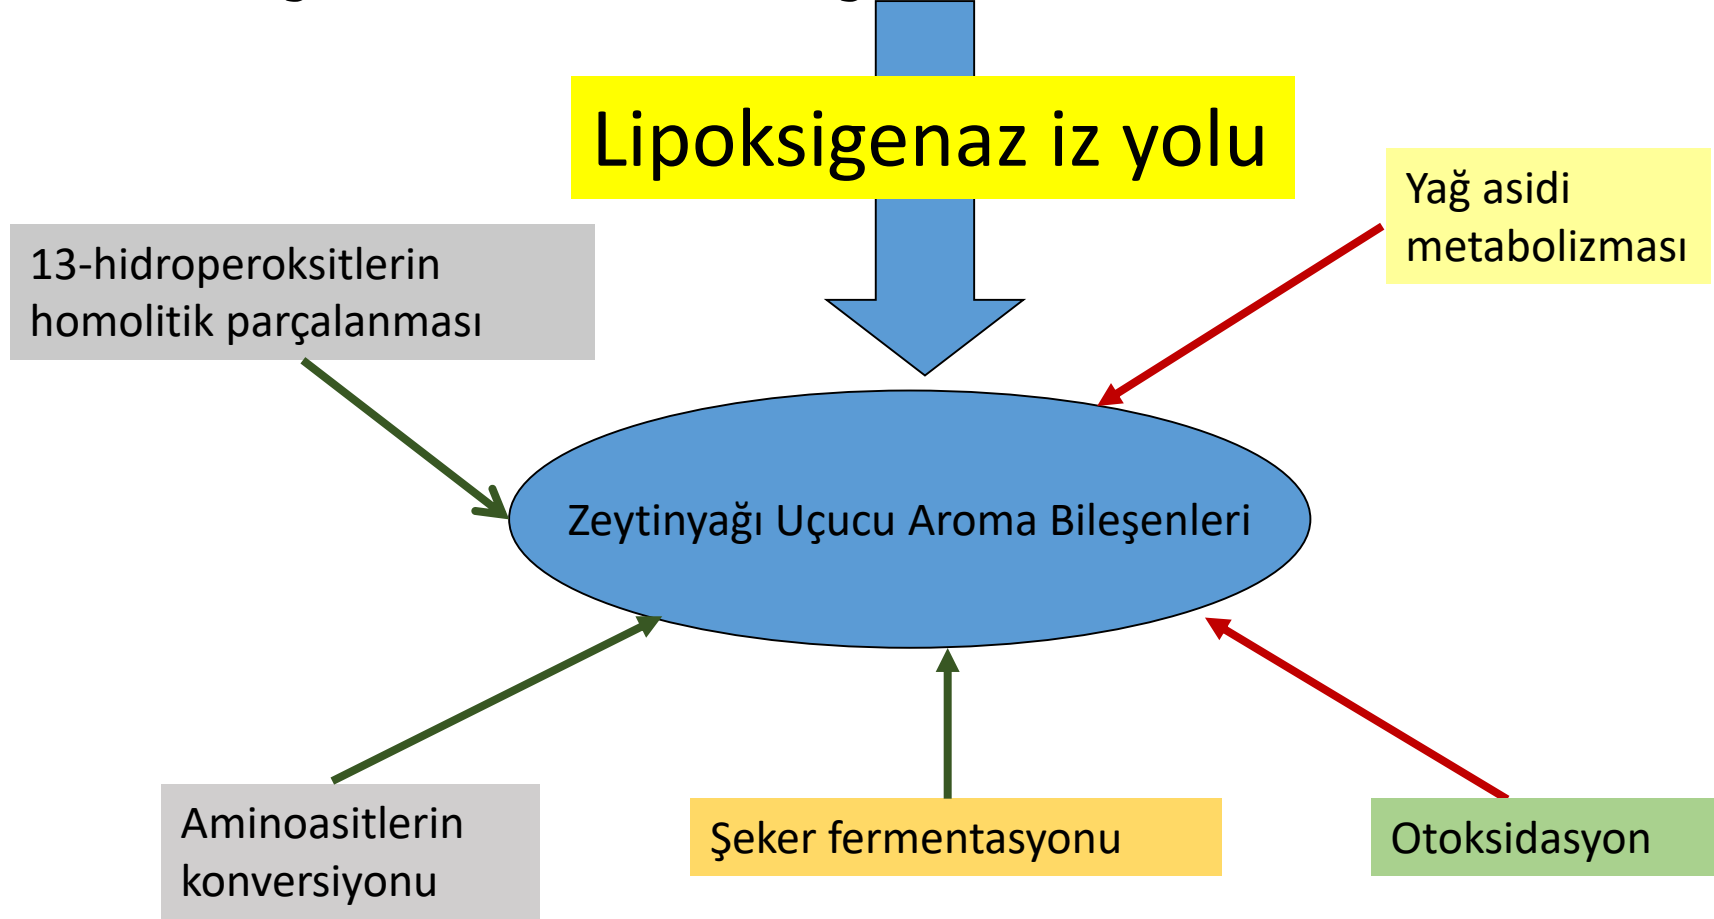 Lipoksigenaz iz yolu
Yağ asidi
metabolizması
13-hidroperoksitlerin
homolitik parçalanması
Zeytinyağı Uçucu Aroma Bileşenleri
Aminoasitlerin
konversiyonu
Şeker fermentasyonu
Otoksidasyon